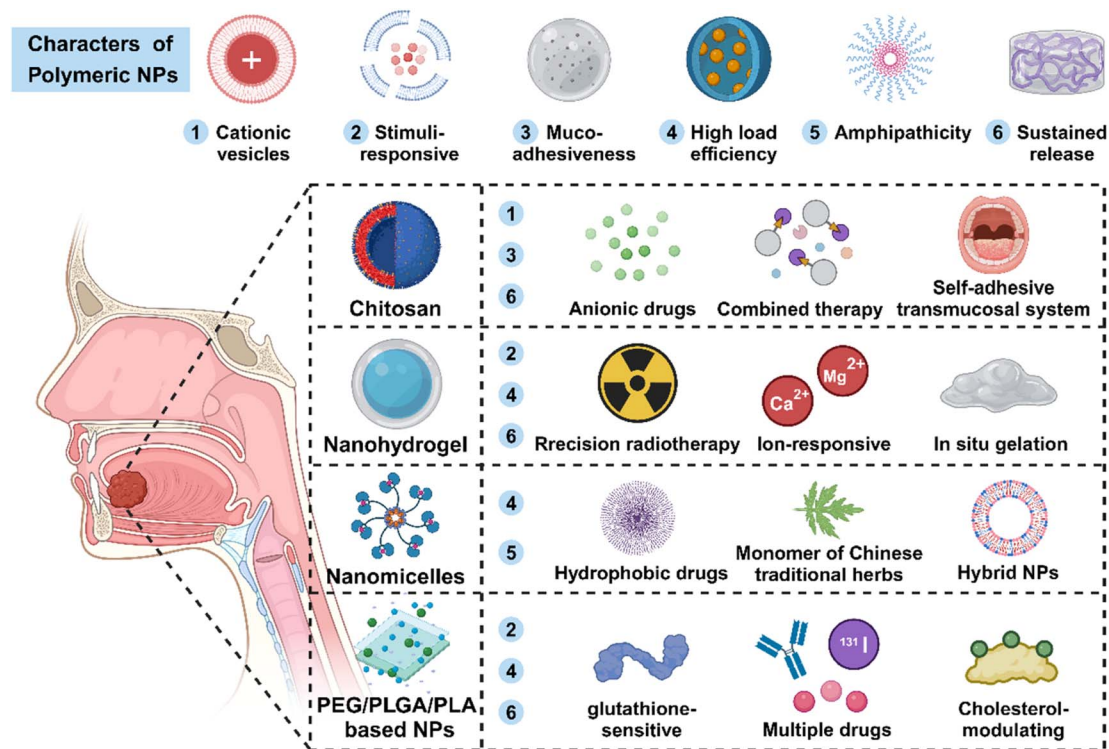 Characters of
Polymeric NPs
+
1 Cationic
vesicles
2 Stimuli-
responsive
3 Muco-
adhesiveness
4 High load
efficiency
5 Amphipathicity
6 Sustained
release
Chitosan
1
3
6
Anionic drugs
Combined therapy
Self-adhesive
transmucosal system
Nanohydrogel
2
4
6
Rrecision radiotherapy
Ca2+
Mg2+
Ion-responsive
In situ gelation
Nanomicelles
4
5
Hydrophobic drugs
Monomer of Chinese
traditional herbs
Hybrid NPs
PEG/PLGA/PLA
based NPs
2
4
6
glutathione-
sensitive
131 I
Multiple drugs
Cholesterol-
modulating